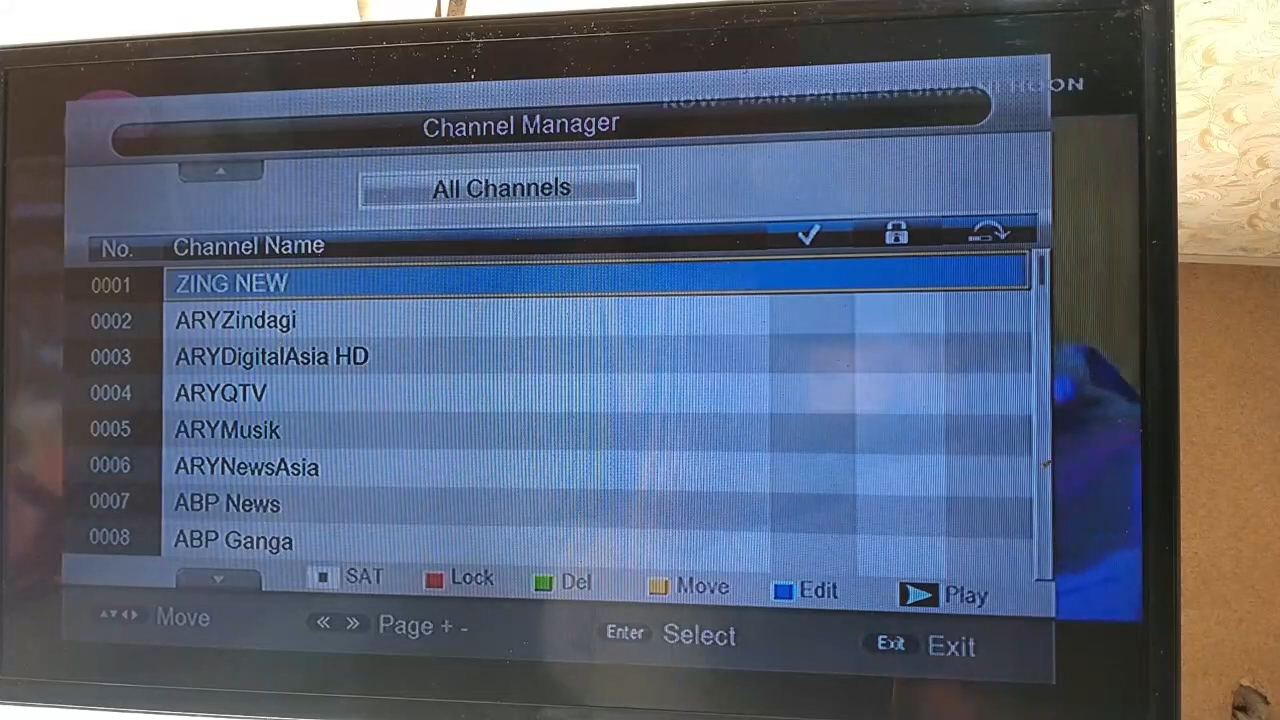 HOON
Channel Manager
All Channels
No. Channel Name
0001 ZING NEW
0002 ARYZindagi
0003 ARYDigitalAsia HD
0004 ARYQTV
0005 ARYMusik
0006 ARYNewsAsia
0007 ABP News
0008 ABP Ganga
SAT Lock Del Move Edit Play
Move « » Page + - Enter Select Exit Exit